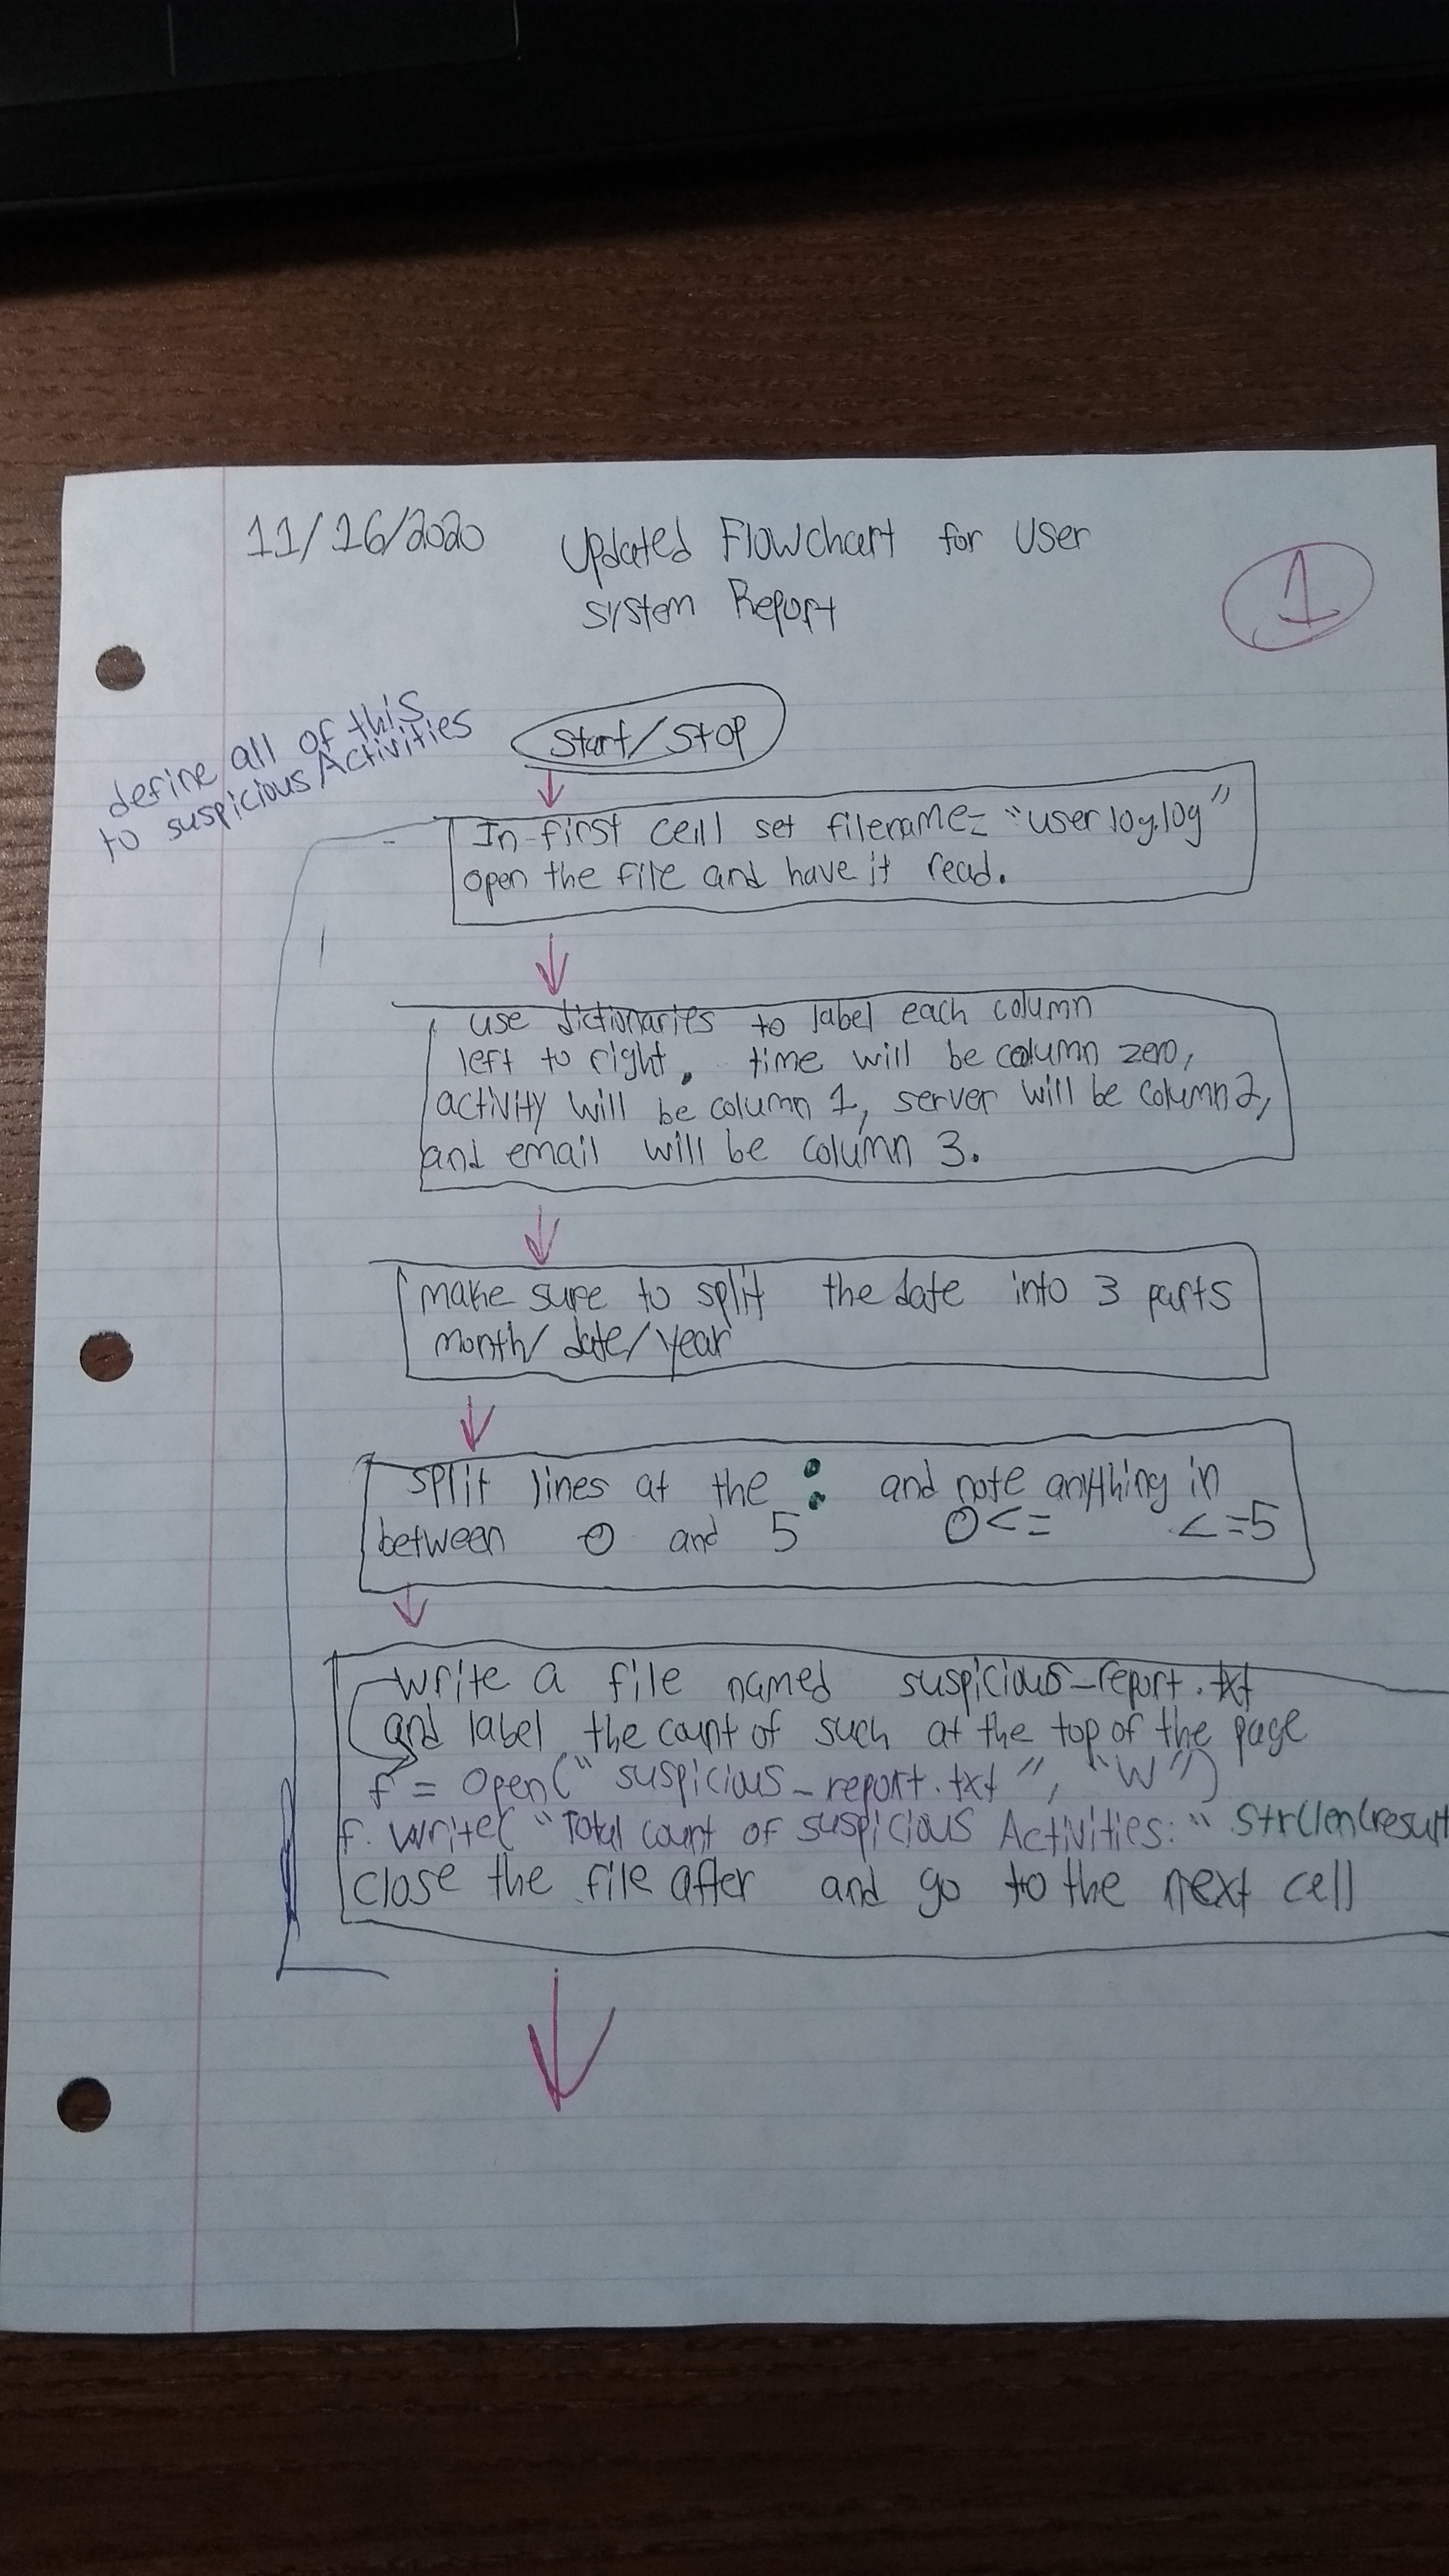 11/16/2020 Updated Flowchart for User
System Report
1
define all of this
to suspiciousActivities
Start/Stop
In first cell set filename= "userlog.log"
open the file and have it read.
use dictionaries to label each column
left to right. time will be column zero,
activity will be column 1, server will be column 2,
and email will be column 3.
make sure to split the date into 3 parts
month/date/year
split lines at the : and note anything in
between 0 and 5 0<= <=5
write a file named suspicious_report.txt
and label the count of such at the top of the page
f = open("suspicious_report.txt", "W")
f.write("Total count of suspicious Activities:" str(len(result
close the file after and go to the next cell